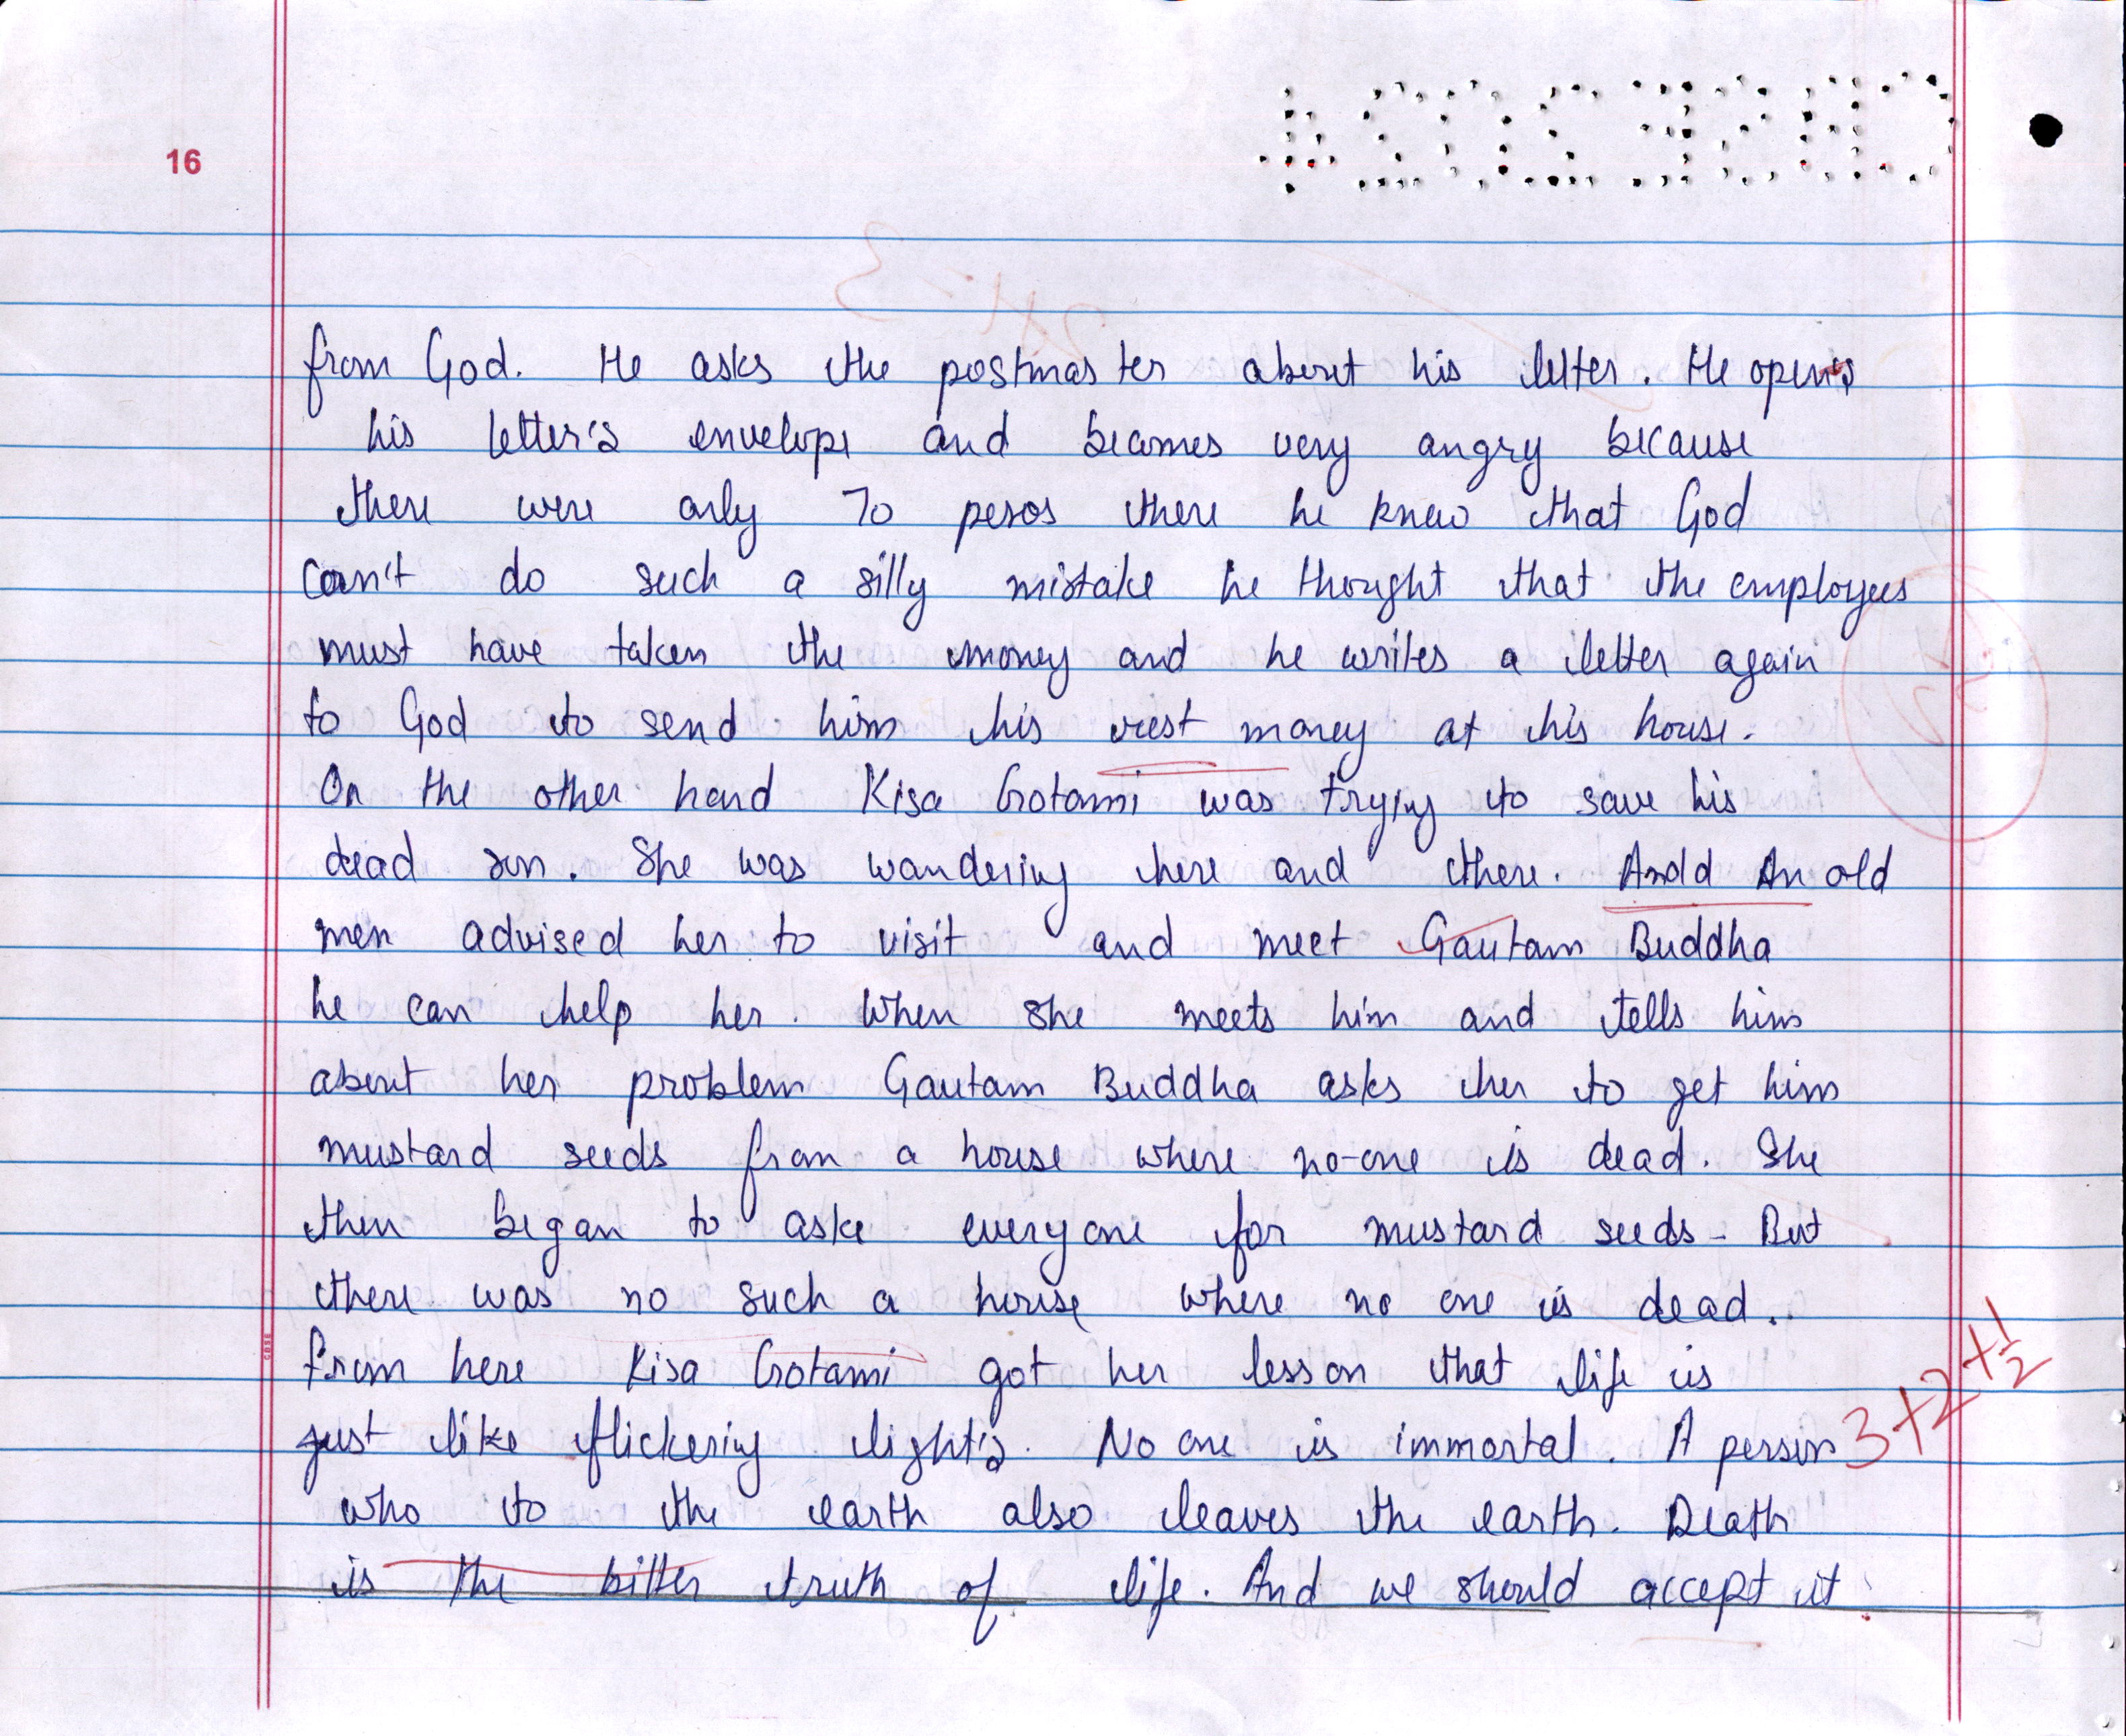 16
from God. He asks the postmaster about his letter. He opens
his letter's envelope and becomes very angry because
there were only 70 pesos there he knew that God
can't do such a silly mistake he thought that the employees
must have taken the money and he writes a letter again
to God to send him his rest money at his house.
On the other hand Kisa Gotami was trying to save his
dead son. She was wandering here and there. Andd An old
men advised her to visit and meet Gautam Buddha
he can help her. When she meets him and tells him
about her problem Gautam Buddha asks her to get him
mustard seeds from a house where no-one is dead. She
then began to aske everyone for mustard seeds. But
there was no such a house where no one is dead..
from here Kisa Gotami got her lesson that life is
just like flickering light's. No one is immortal. A person
3+2+1/2
who to the earth also leaves the earth. Death
is the bitter truth of life. And we should accept it.